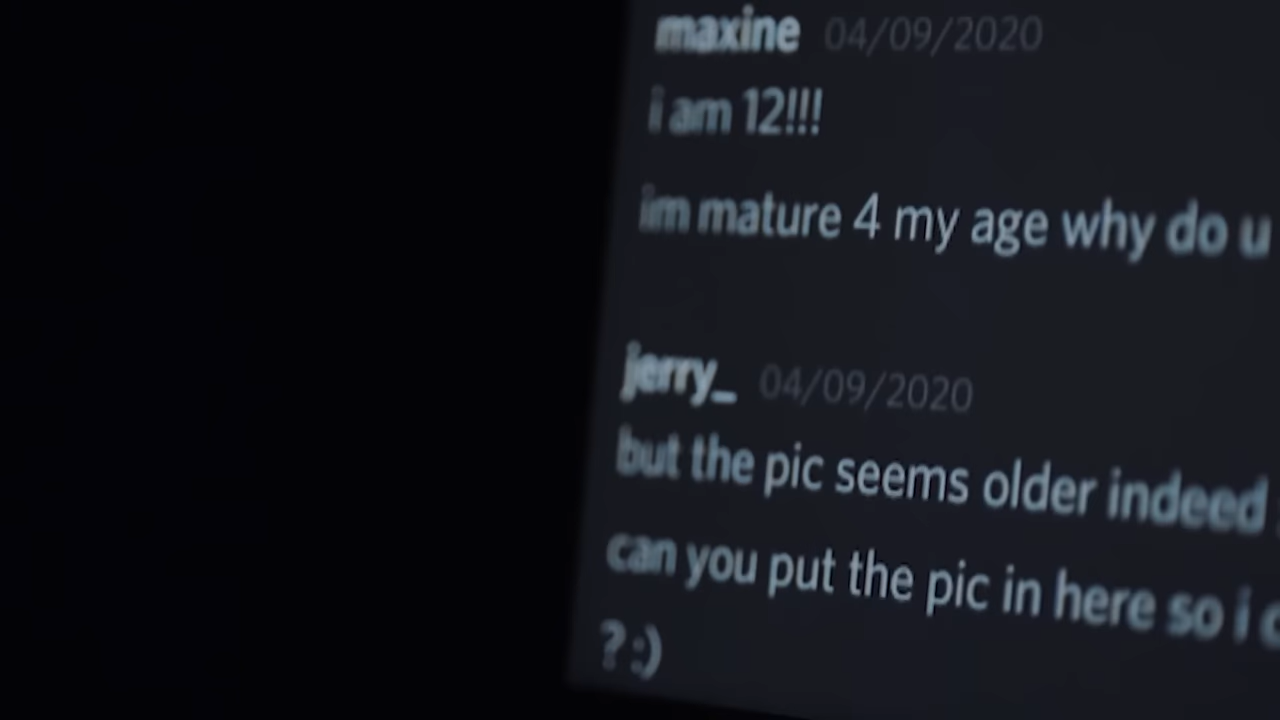 maxine 04/09/2020
i am 12!!!
im mature 4 my age why do u
jerry_ 04/09/2020
but the pic seems older indeed
can you put the pic in here so i
? :)